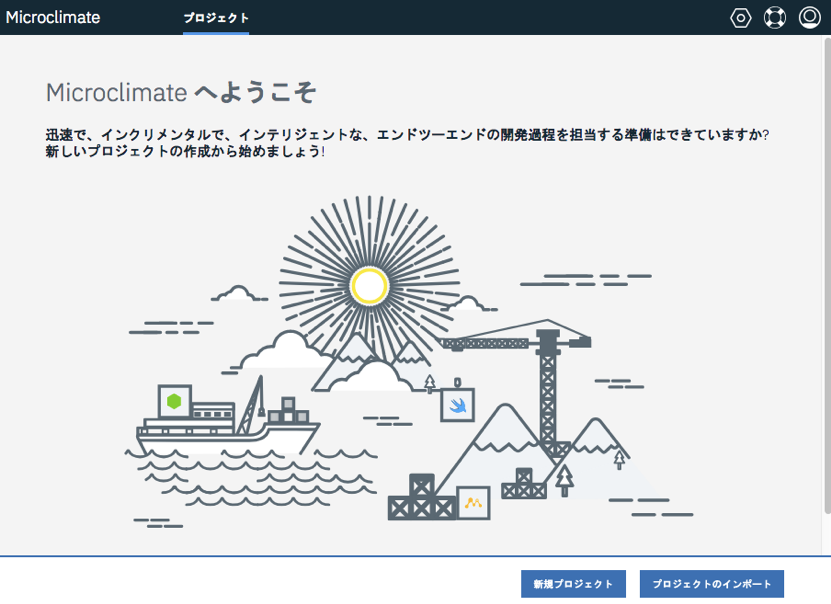 Microclimate プロジェクト
Microclimate へようこそ
迅速で、インクリメンタルで、インテリジェントな、エンドツーエンドの開発過程を担当する準備はできていますか?
新しいプロジェクトの作成から始めましょう!
新規プロジェクト プロジェクトのインポート